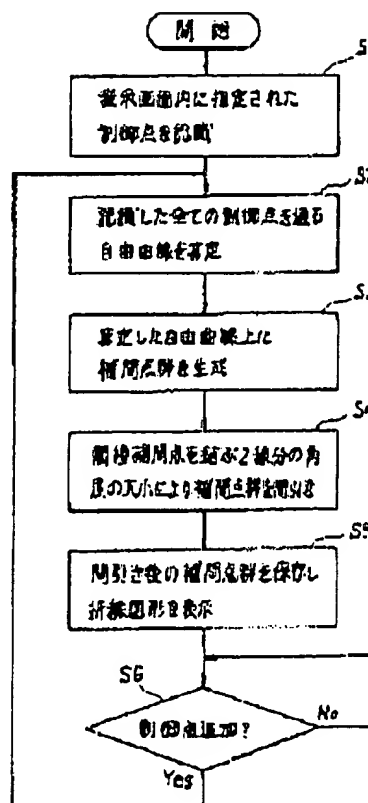 開始
S
表示画面内に指定された
制御点を認識
S
認識した全ての制御点を通る
自由曲線を算定
S
算定した自由曲線上に
補間点群を生成
S4
隣接補間点を結ぶ2線分の角
度の大小により補間点群を間引き
S5
間引き後の補間点群を保存し
折線図形を表示
S6
制御点追加?
No
Yes